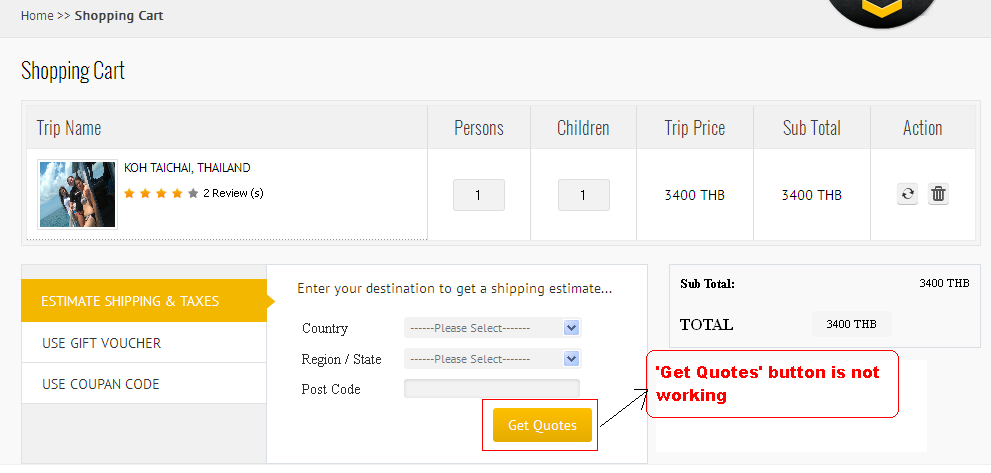 Home >> Shopping Cart
Shopping Cart
Trip Name Persons Children Trip Price Sub Total Action
KOH TAICHAI, THAILAND
2 Review (s)
1 1 3400 THB 3400 THB
ESTIMATE SHIPPING & TAXES
USE GIFT VOUCHER
USE COUPAN CODE
Enter your destination to get a shipping estimate...
Country ------Please Select-------
Region / State ------Please Select-------
Post Code
Get Quotes
Sub Total: 3400 THB
TOTAL 3400 THB
'Get Quotes' button is not
working